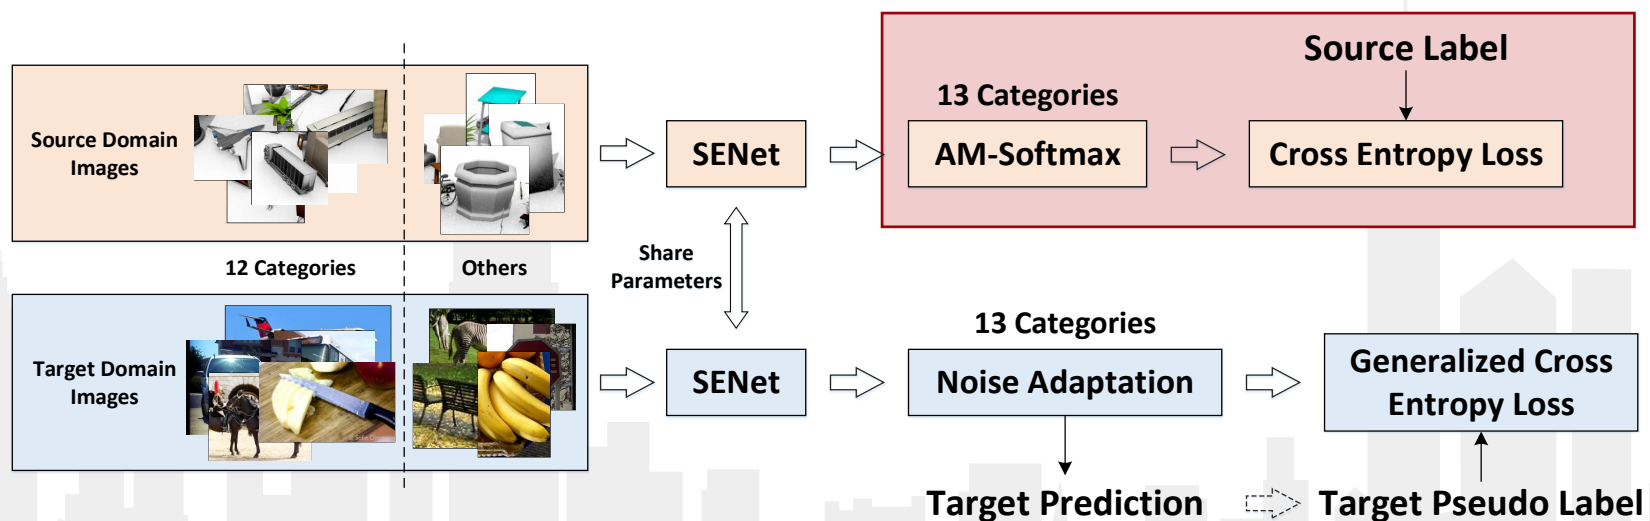 Source Label
13 Categories
Source Domain
Images
SENet
AM-Softmax
Cross Entropy Loss
12 Categories
Others
Share
Parameters
13 Categories
Target Domain
Images
SENet
Noise Adaptation
Generalized Cross
Entropy Loss
Target Prediction
Target Pseudo Label